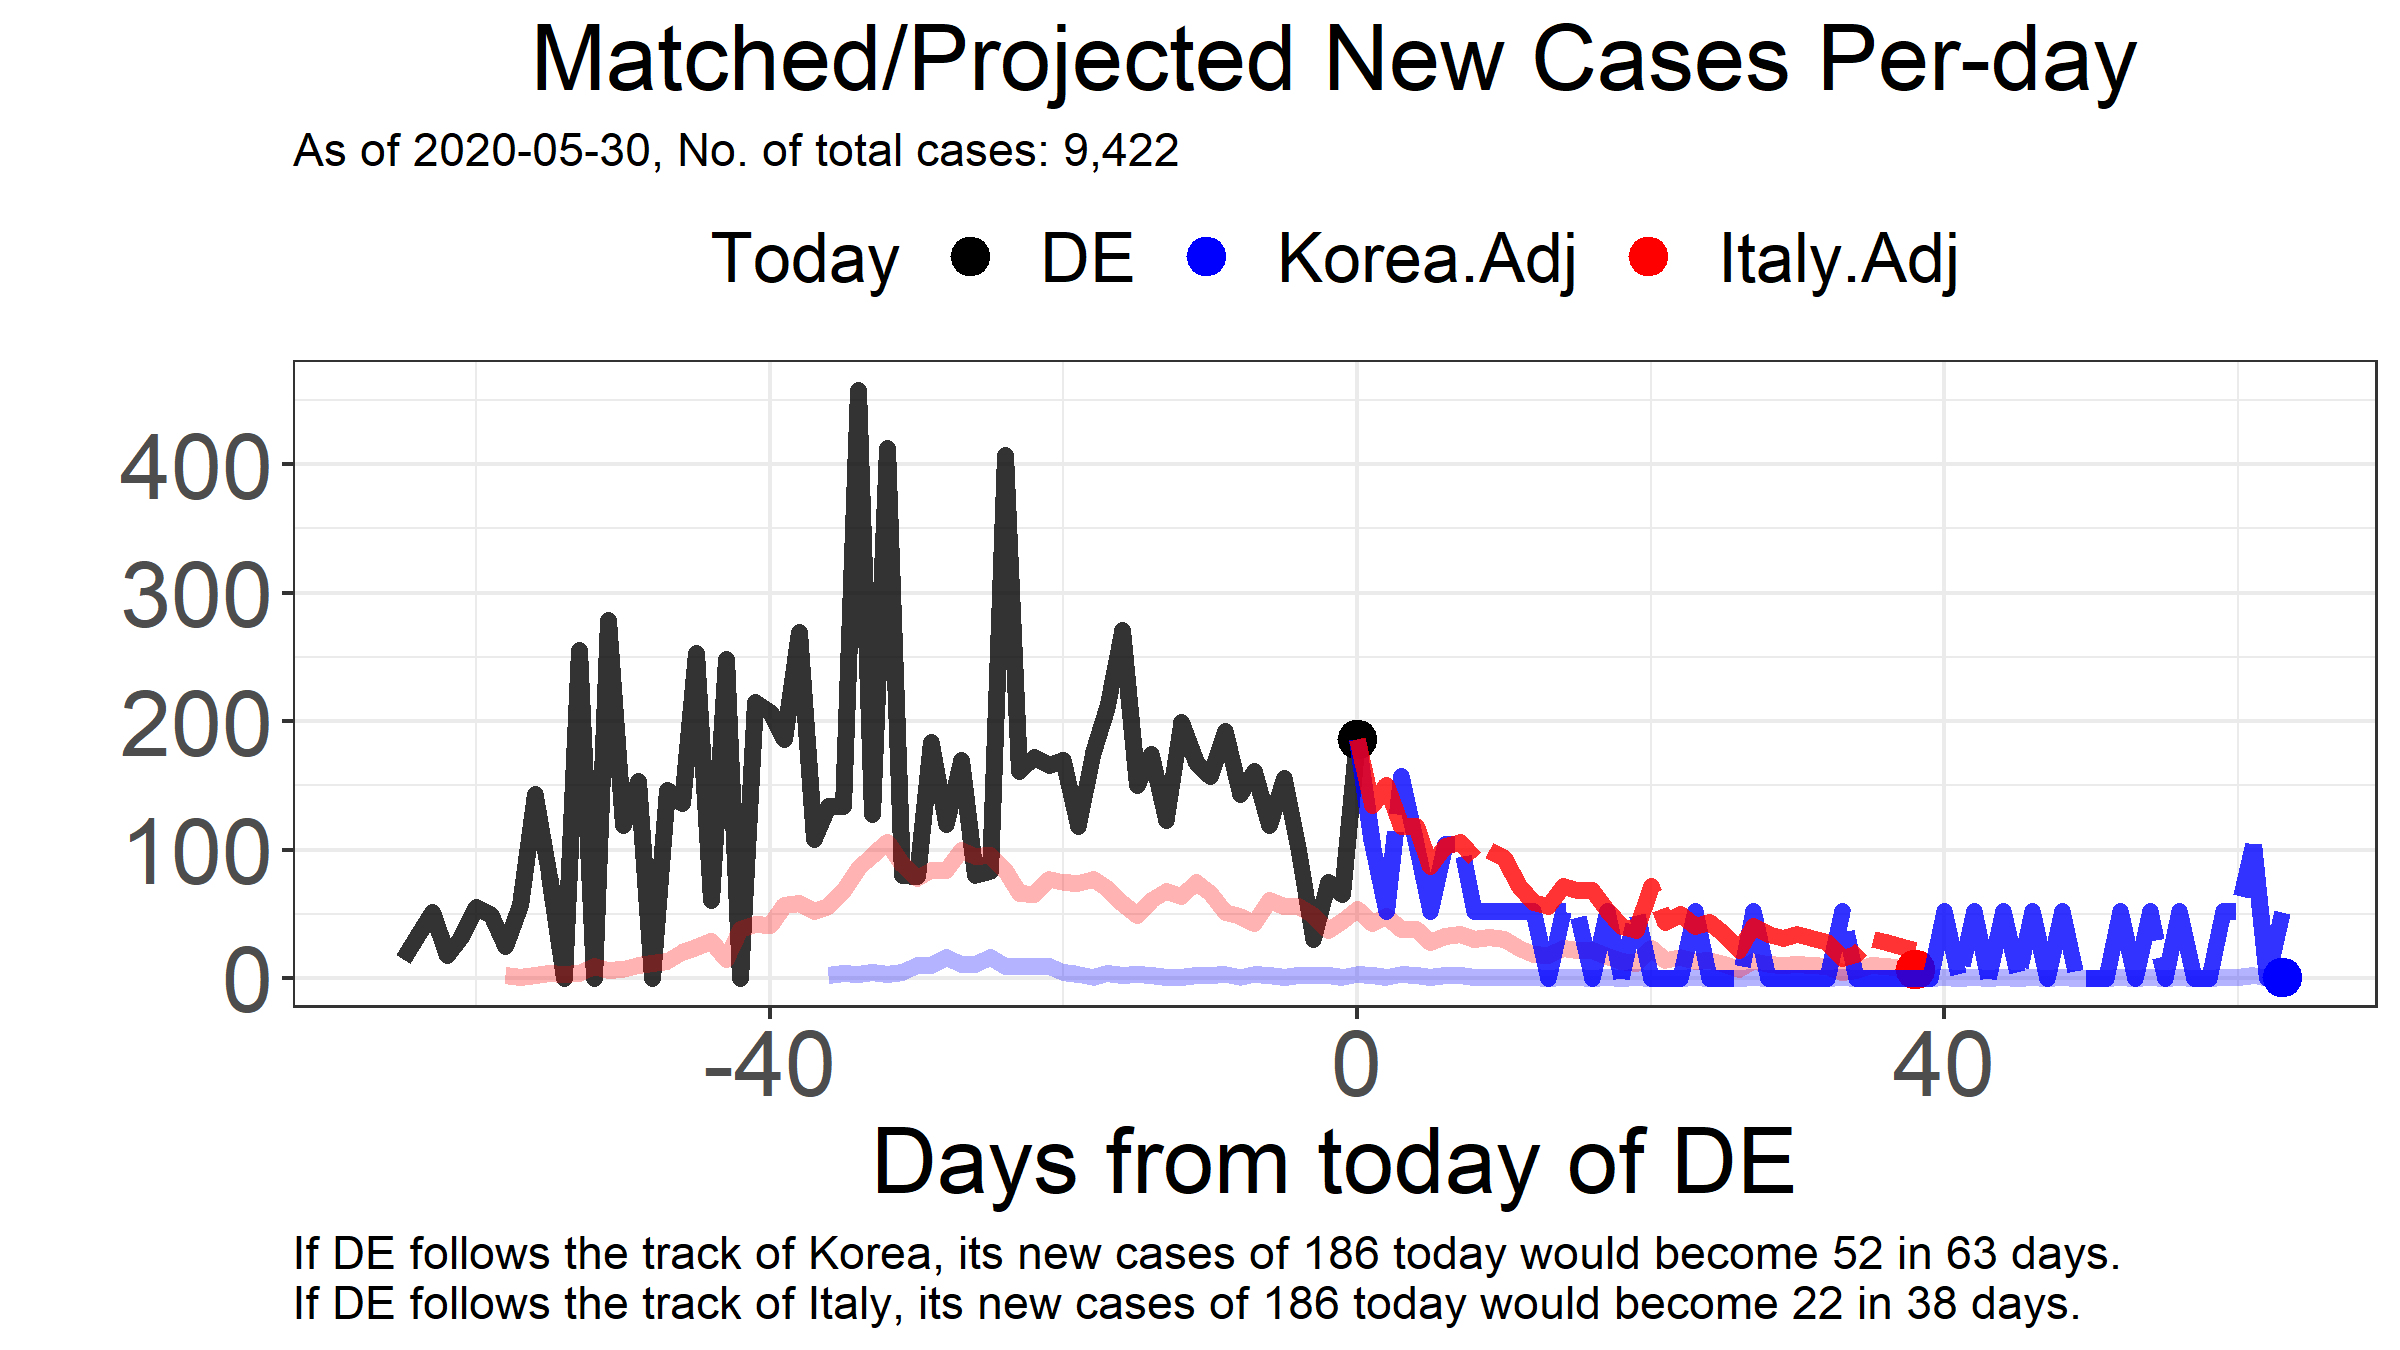 Matched/Projected New Cases Per-day
As of 2020-05-30, No. of total cases: 9,422
Today DE Korea.Adj Italy.Adj
400
300
200
100
0
-40 0 40
Days from today of DE
If DE follows the track of Korea, its new cases of 186 today would become 52 in 63 days.
If DE follows the track of Italy, its new cases of 186 today would become 22 in 38 days.